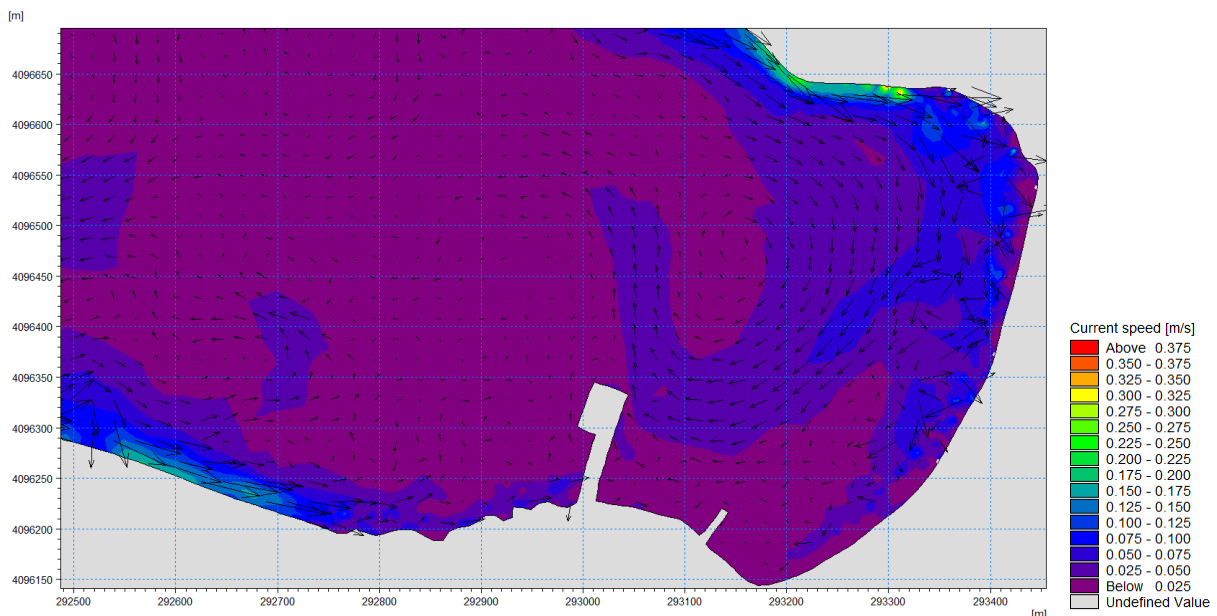 [m]
4096650
4096600
4096550
4096500
4096450
4096400
4096350
4096300
4096250
4096200
4096150
292500 292600 292700 292800 292900 293000 293100 293200 293300 293400
[m]
Current speed [m/s]
Above 0.375
0.350 - 0.375
0.325 - 0.350
0.300 - 0.325
0.275 - 0.300
0.250 - 0.275
0.225 - 0.250
0.200 - 0.225
0.175 - 0.200
0.150 - 0.175
0.125 - 0.150
0.100 - 0.125
0.075 - 0.100
0.050 - 0.075
0.025 - 0.050
Below 0.025
Undefined Value